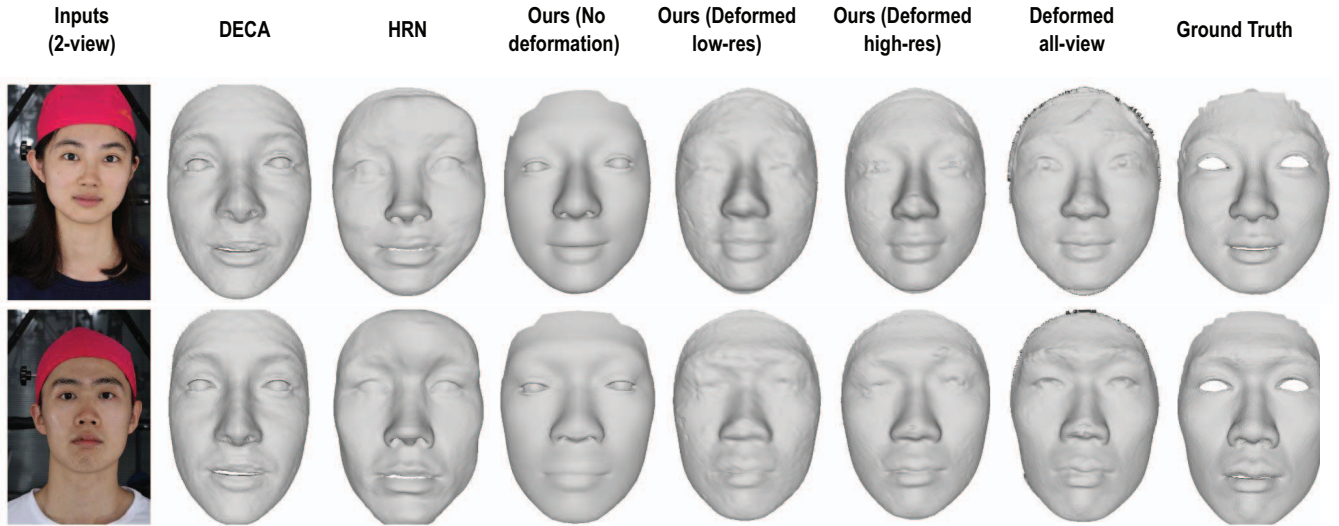 Inputs
(2-view)
DECA
HRN
Ours (No
deformation)
Ours (Deformed
low-res)
Ours (Deformed
high-res)
Deformed
all-view
Ground Truth